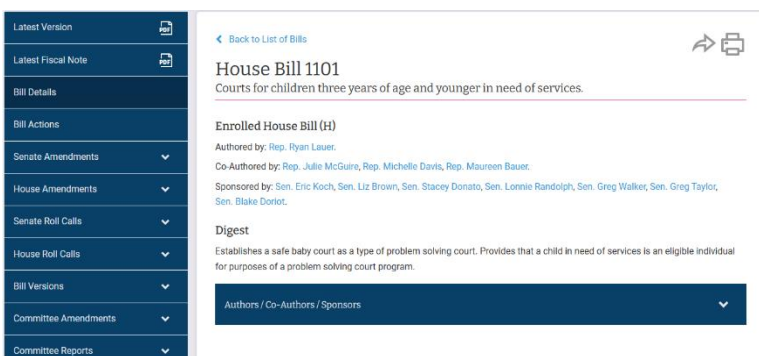 Latest Version
PDF
Latest Fiscal Note
PDF
Bill Details
Bill Actions
Senate Amendments
House Amendments
Senate Roll Calls
House Roll Calls
Bill Versions
Committee Amendments
Committee Reports
Back to List of Bills
House Bill 1101
Courts for children three years of age and younger in need of services.
Enrolled House Bill (H)
Authored by: Rep. Ryan Lauer.
Co-Authored by: Rep. Julie McGuire, Rep. Michelle Davis, Rep. Maureen Bauer.
Sponsored by: Sen. Eric Koch, Sen. Liz Brown, Sen. Stacey Donato, Sen. Lonnie Randolph, Sen. Greg Walker, Sen. Greg Taylor,
Sen. Blake Doriot.
Digest
Establishes a safe baby court as a type of problem solving court. Provides that a child in need of services is an eligible individual
for purposes of a problem solving court program.
Authors / Co-Authors / Sponsors